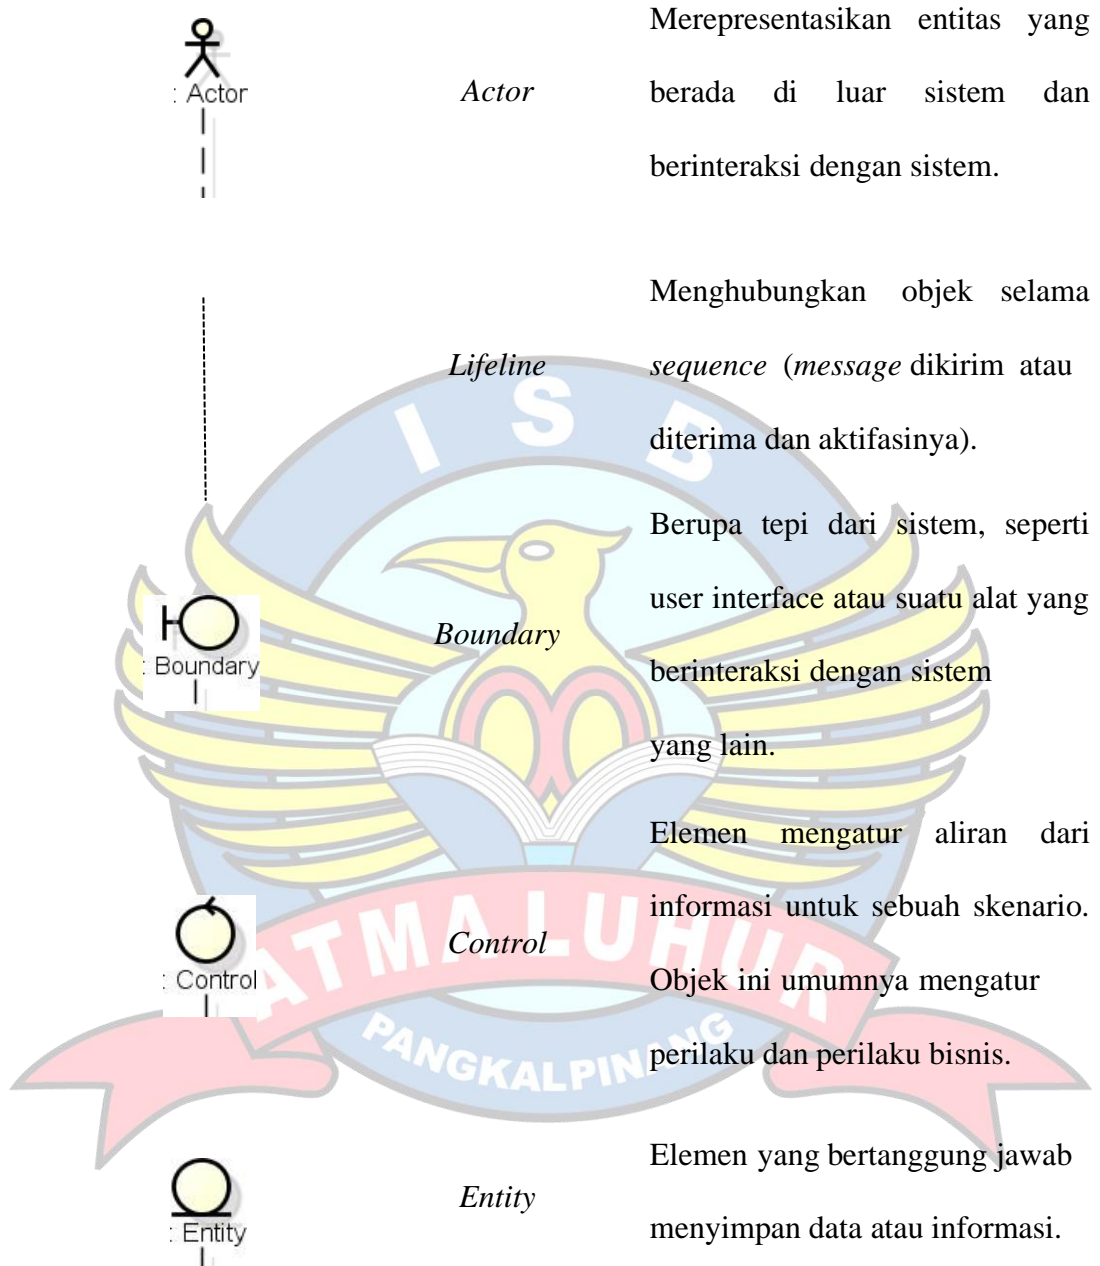 Merepresentasikan entitas yang
: Actor
Actor
berada di luar sistem dan
berinteraksi dengan sistem.
Menghubungkan objek selama
Lifeline
sequence (message dikirim atau
diterima dan aktifasinya).
Berupa tepi dari sistem, seperti
user interface atau suatu alat yang
: Boundary
Boundary
berinteraksi dengan sistem
yang lain.
Elemen mengatur aliran dari
informasi untuk sebuah skenario.
: Control
Control
Objek ini umumnya mengatur
perilaku dan perilaku bisnis.
Elemen yang bertanggung jawab
: Entity
Entity
menyimpan data atau informasi.
ISB
ATMA LUHUR
PANGKALPINANG